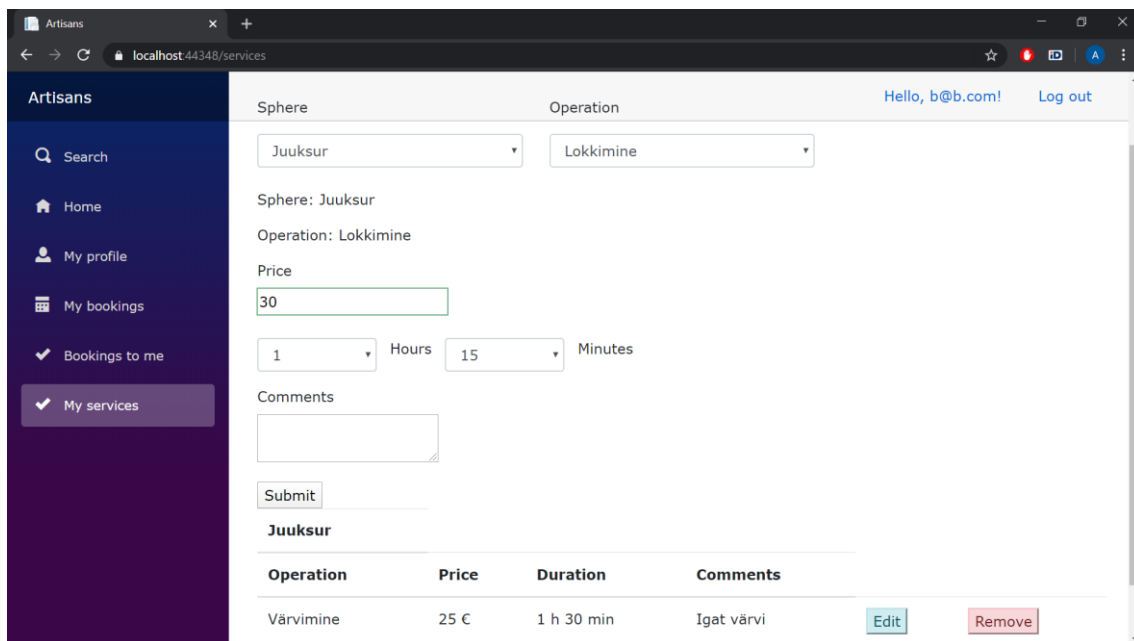 Artisans
localhost:44348/services
A
Artisans
Hello, b@b.com! Log out
Search
Home
My profile
My bookings
Bookings to me
My services
Sphere Operation
Juuksur Lokkimine
Sphere: Juuksur
Operation: Lokkimine
Price
30
1 Hours 15 Minutes
Comments
Submit
Juuksur
Operation Price Duration Comments
Värvimine 25 € 1 h 30 min Igat värvi Edit Remove